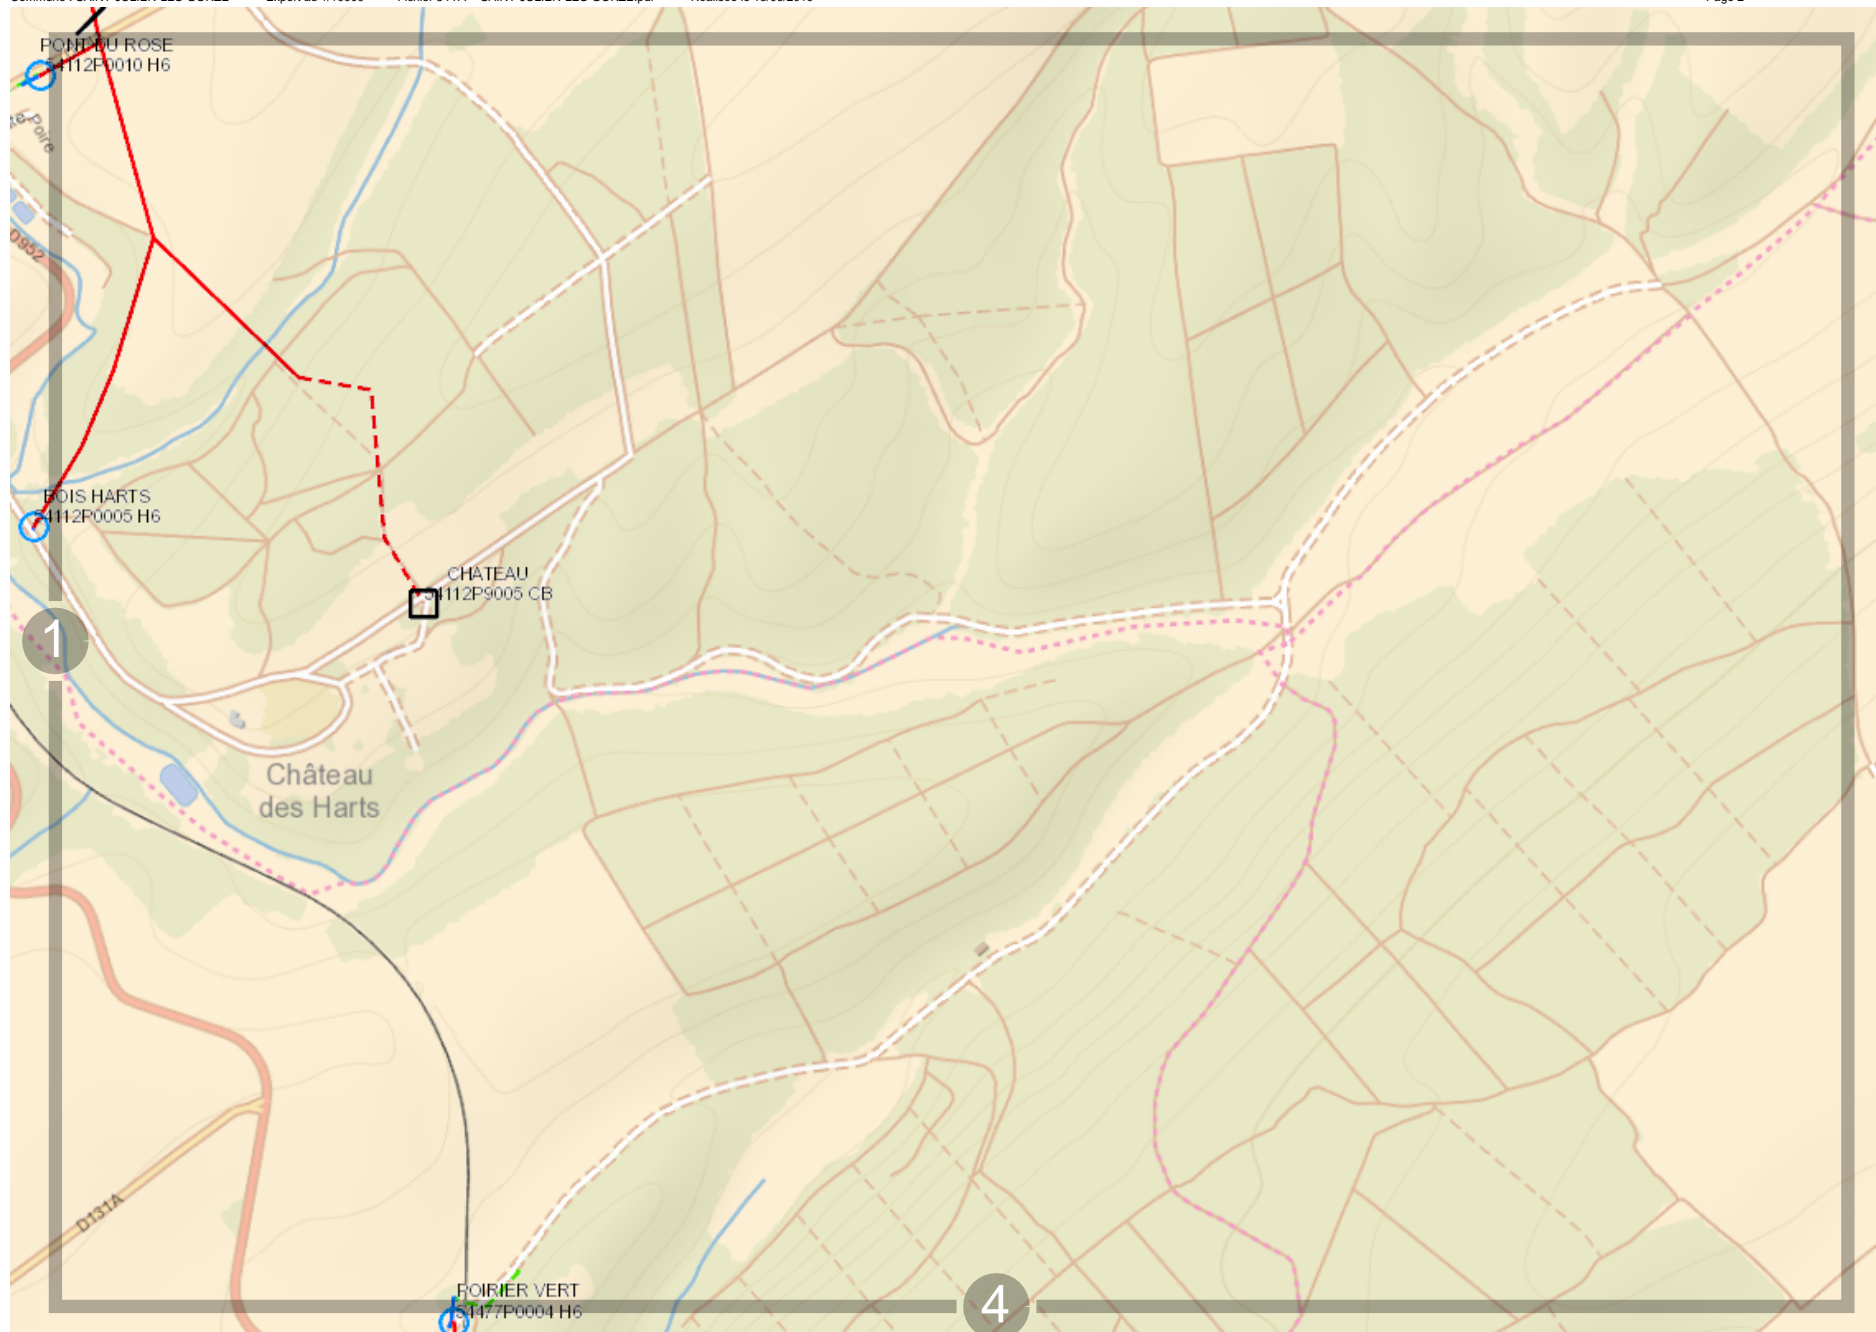 PONT DU ROSE
54112P0010 H6
Poire
D952
BOIS HARTS
54112P0005 H6
CHATEAU
54112P9005 CB
1
Château
des Harts
D131A
POIRIER VERT
54477P0004 H6
4